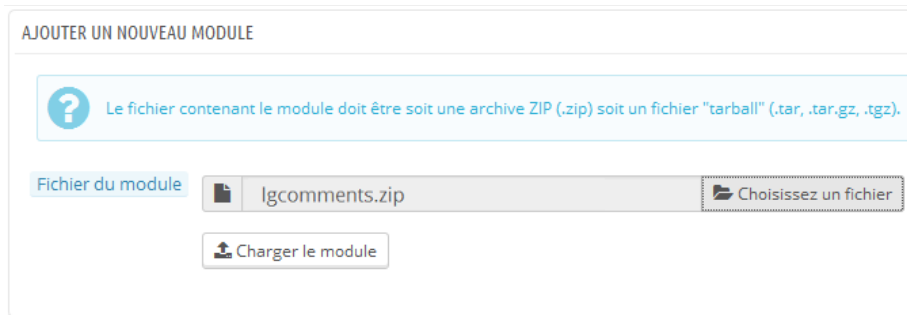 AJOUTER UN NOUVEAU MODULE
Le fichier contenant le module doit être soit une archive ZIP (.zip) soit un fichier "tarball" (.tar, .tar.gz, .tgz).
Fichier du module
lgcomments.zip
Choisissez un fichier
Charger le module